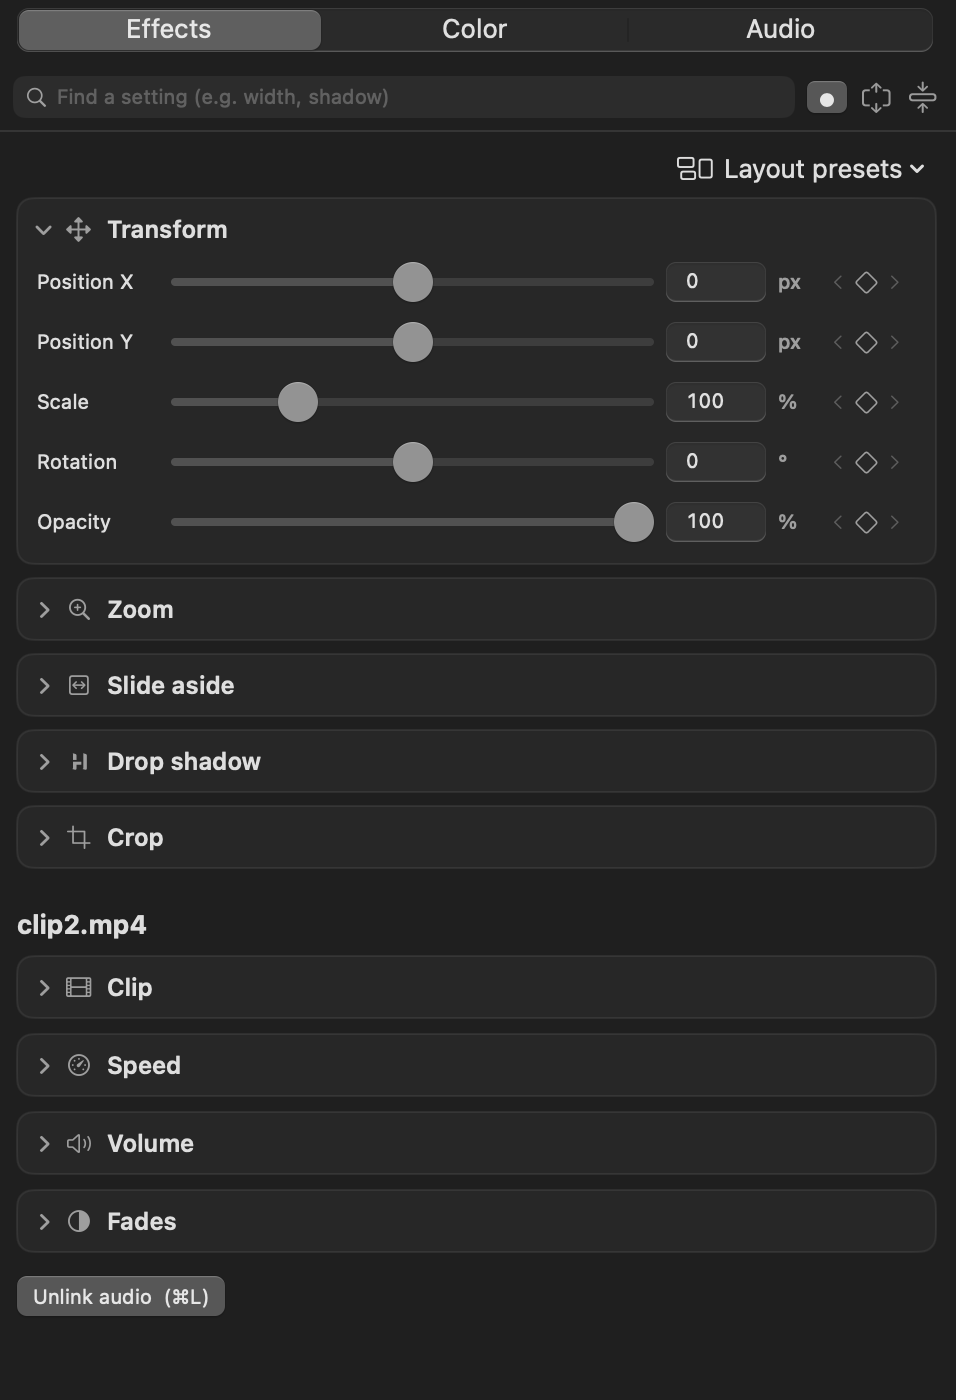 Effects Color Audio
Find a setting (e.g. width, shadow)
Layout presets
Transform
Position X 0 px
Position Y 0 px
Scale 100 %
Rotation 0 °
Opacity 100 %
Zoom
Slide aside
Drop shadow
Crop
clip2.mp4
Clip
Speed
Volume
Fades
Unlink audio (⌘L)